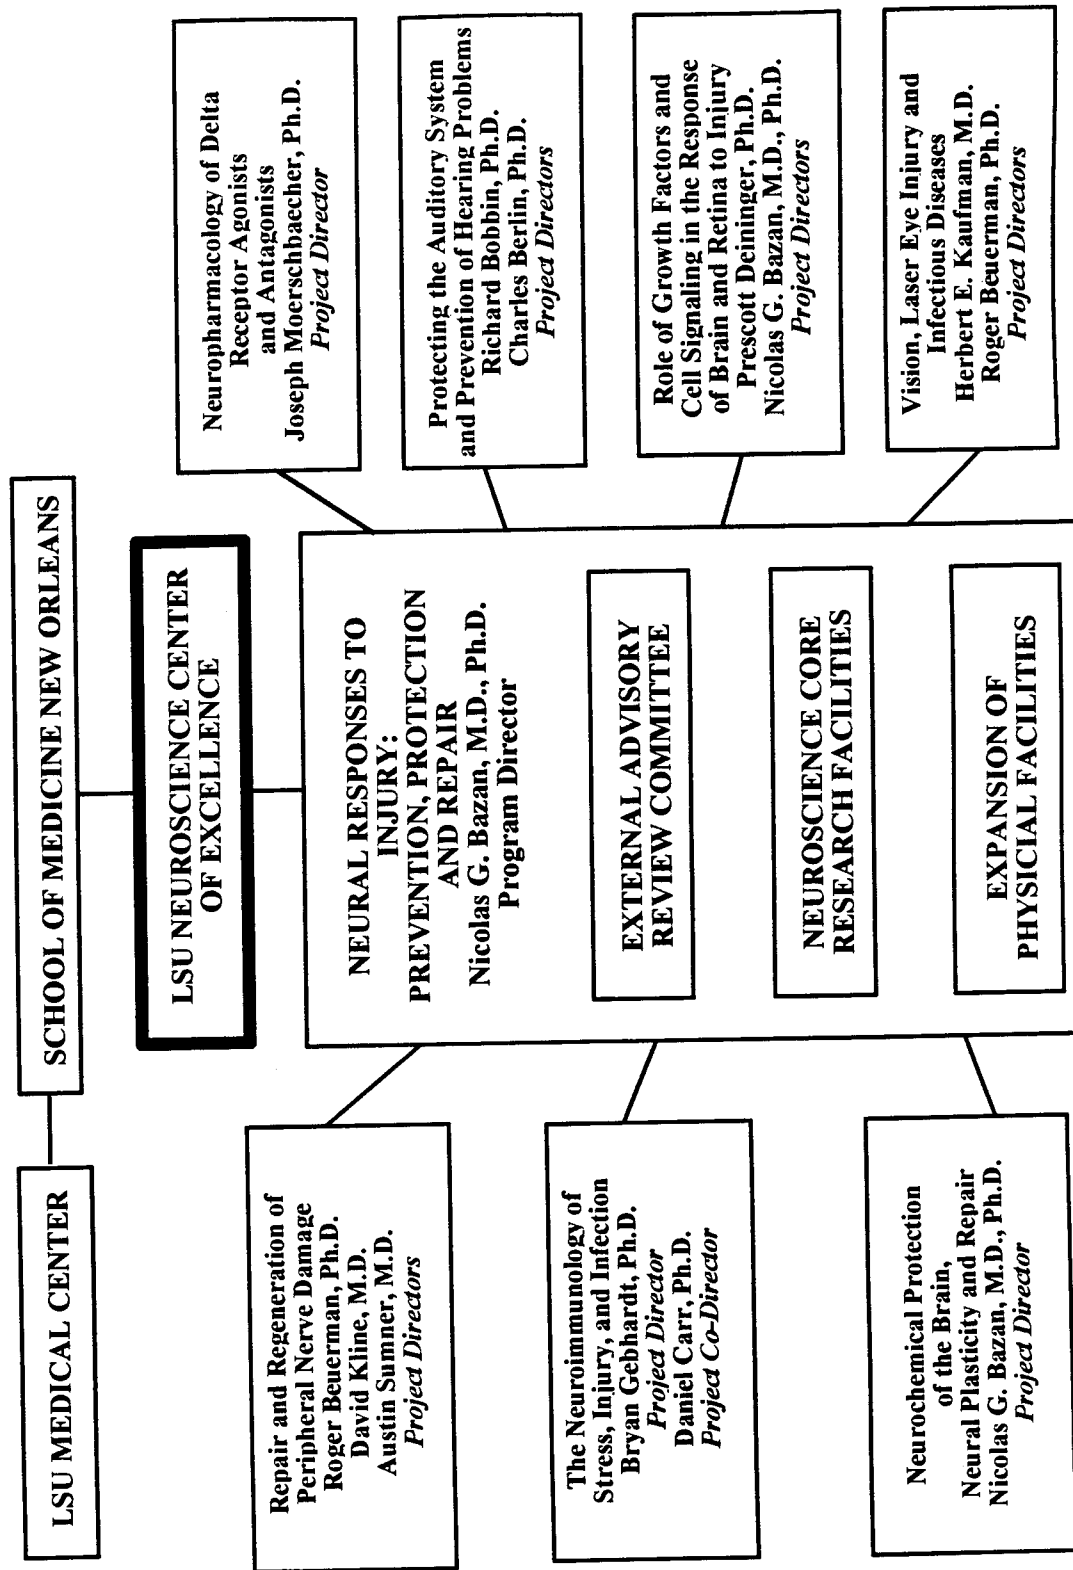 LSU MEDICAL CENTER
SCHOOL OF MEDICINE NEW ORLEANS
LSU NEUROSCIENCE CENTER
OF EXCELLENCE
NEURAL RESPONSES TO
INJURY:
PREVENTION, PROTECTION
AND REPAIR
Nicolas G. Bazan, M.D., Ph.D.
Program Director
EXTERNAL ADVISORY
REVIEW COMMITTEE
NEUROSCIENCE CORE
RESEARCH FACILITIES
EXPANSION OF
PHYSICIAL FACILITIES
Repair and Regeneration of
Peripheral Nerve Damage
Roger Beuerman, Ph.D.
David Kline, M.D.
Austin Sumner, M.D.
Project Directors
The Neuroimmunology of
Stress, Injury, and Infection
Bryan Gebhardt, Ph.D.
Project Director
Daniel Carr, Ph.D.
Project Co-Director
Neurochemical Protection
of the Brain,
Neural Plasticity and Repair
Nicolas G. Bazan, M.D., Ph.D.
Project Director
Neuropharmacology of Delta
Receptor Agonists
and Antagonists
Joseph Moerschbaecher, Ph.D.
Project Director
Protecting the Auditory System
and Prevention of Hearing Problems
Richard Bobbin, Ph.D.
Charles Berlin, Ph.D.
Project Directors
Role of Growth Factors and
Cell Signaling in the Response
of Brain and Retina to Injury
Prescott Deininger, Ph.D.
Nicolas G. Bazan, M.D., Ph.D.
Project Directors
Vision, Laser Eye Injury and
Infectious Diseases
Herbert E. Kaufman, M.D.
Roger Beuerman, Ph.D.
Project Directors